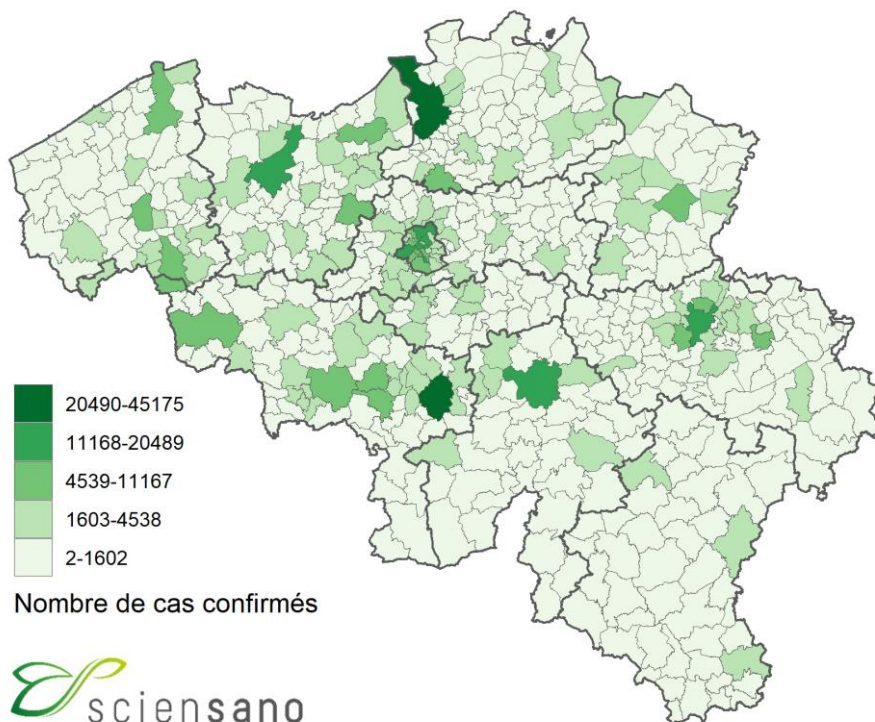 20490-45175
11168-20489
4539-11167
1603-4538
2-1602
Nombre de cas confirmés
sciensano